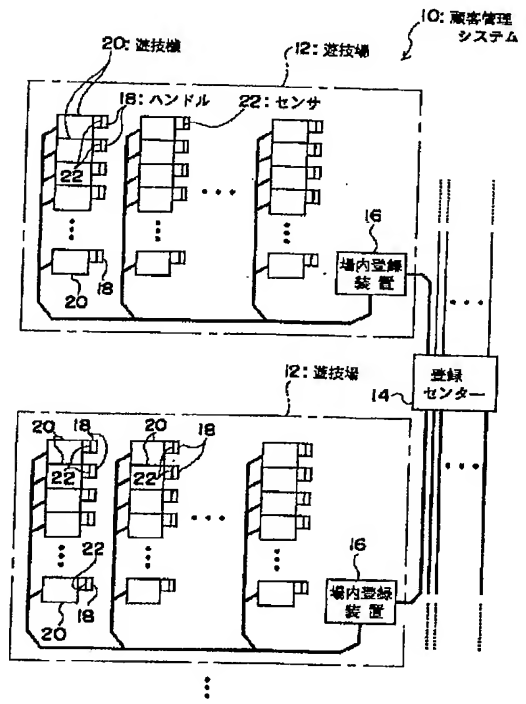 10：顧客管理
システム
20：遊技機
12：遊技場
18：ハンドル
22：センサ
22
16
場内登録
装置
18
20
12：遊技場
14
登録
センター
20
18
20
18
22
22
16
22
場内登録
装置
18
20